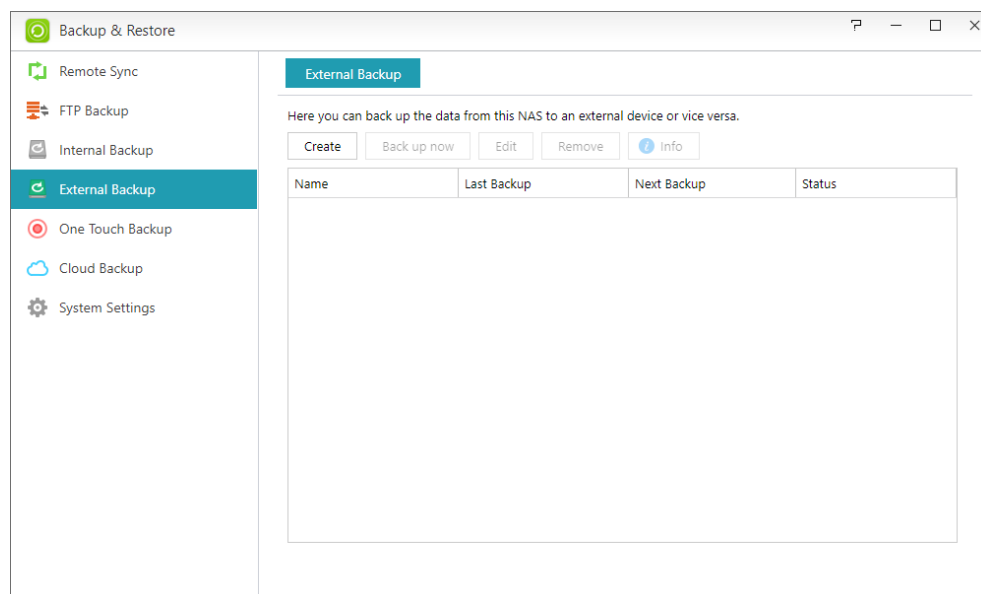 Backup & Restore
Remote Sync
FTP Backup
Internal Backup
External Backup
One Touch Backup
Cloud Backup
System Settings
External Backup
Here you can back up the data from this NAS to an external device or vice versa.
Create Back up now Edit Remove Info
Name Last Backup Next Backup Status